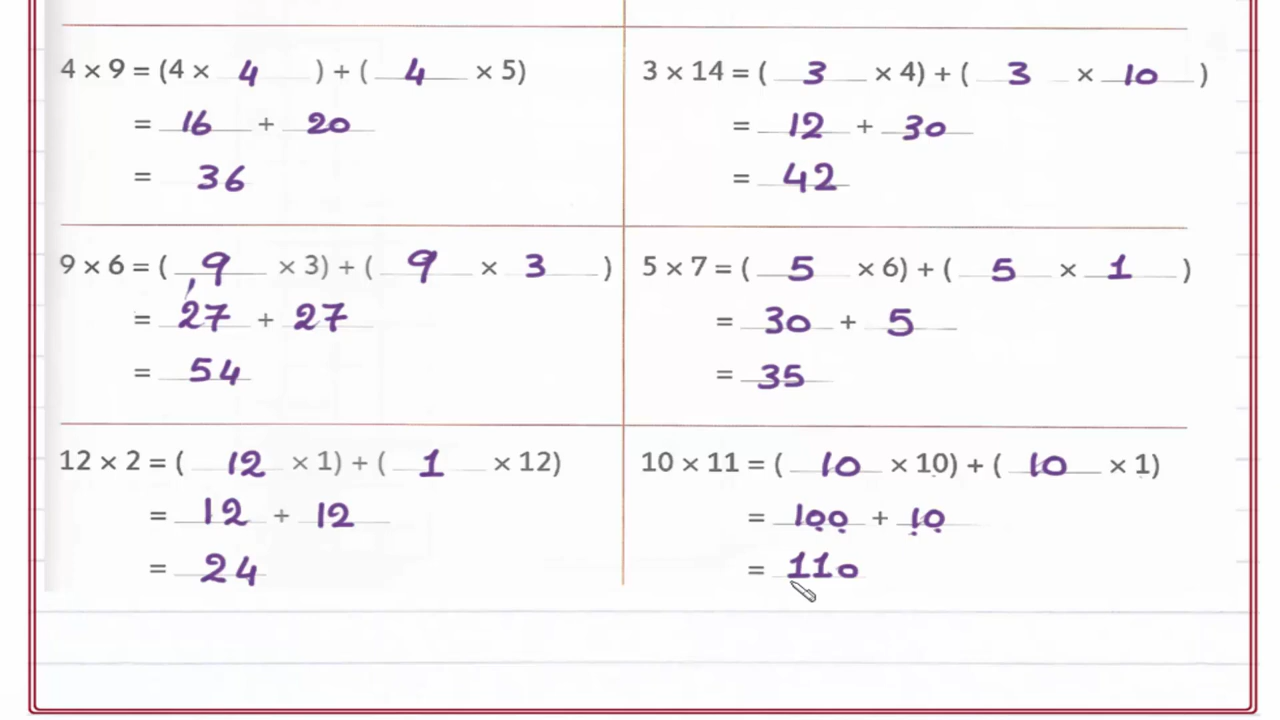 4 × 9 = (4 × 4 ) + ( 4 × 5)
= 16 + 20
= 36
3 × 14 = ( 3 × 4) + ( 3 × 10 )
= 12 + 30
= 42
9 × 6 = ( 9 × 3) + ( 9 × 3 )
= 27 + 27
= 54
5 × 7 = ( 5 × 6) + ( 5 × 1 )
= 30 + 5
= 35
12 × 2 = ( 12 × 1) + ( 1 × 12)
= 12 + 12
= 24
10 × 11 = ( 10 × 10) + ( 10 × 1)
= 100 + 10
= 110